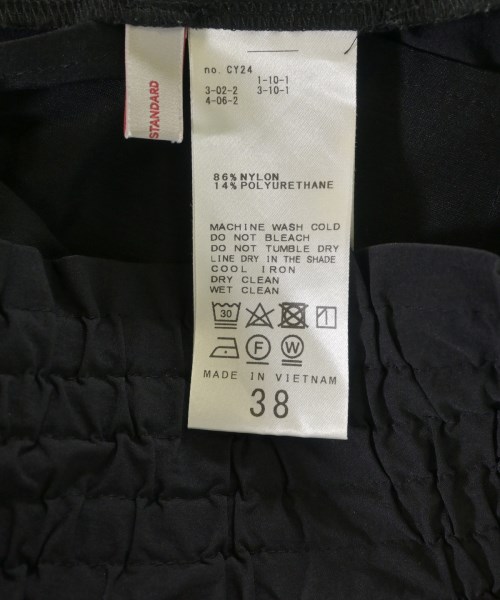 STANDARD
no. CY24
1-10-1
3-02-2 3-10-1
4-06-2
86%NYLON
14%POLYURETHANE
MACHINE WASH COLD
DO NOT BLEACH
DO NOT TUMBLE DRY
LINE DRY IN THE SHADE
COOL IRON
DRY CLEAN
WET CLEAN
30
F W
MADE IN VIETNAM
38